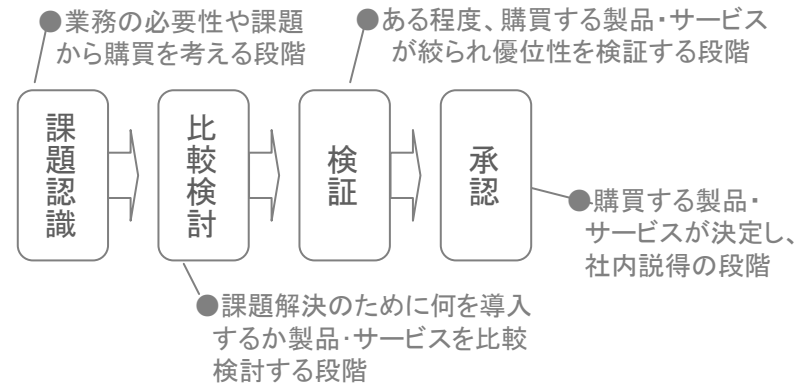 ●業務の必要性や課題
から購買を考える段階
●ある程度、購買する製品・サービス
が絞られ優位性を検証する段階
課題認識
比較検討
検証
承認
●購買する製品・
サービスが決定し、
社内説得の段階
●課題解決のために何を導入
するか製品・サービスを比較
検討する段階